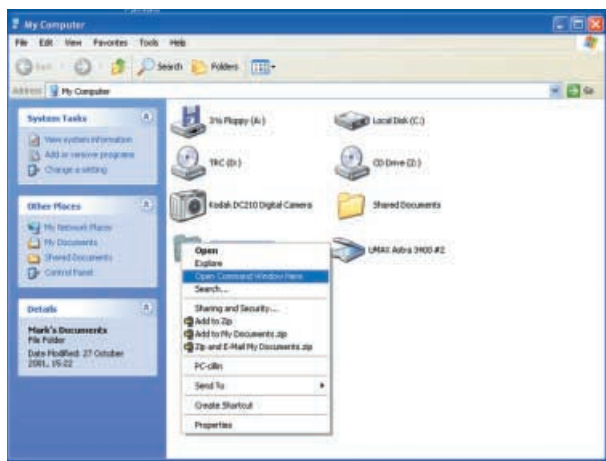 My Computer
File Edit View Favorites Tools Help
Search Folders
Address My Computer Go
System Tasks
View system information
Add or remove programs
Change a setting
Other Places
My Network Places
My Documents
Shared Documents
Control Panel
Details
Mark's Documents
File Folder
Date Modified: 27 October
2001, 15:22
3½ Floppy (A:)
Local Disk (C:)
TRC (D:)
CD Drive (Z:)
Kodak DC210 Digital Camera
Shared Documents
UMAX Astra 3400 #2
Open
Explore
Open Command Window Here
Search...
Sharing and Security...
Add to Zip
Add to My Documents.zip
Zip and E-Mail My Documents.zip
PC-cillin
Send To
Create Shortcut
Properties